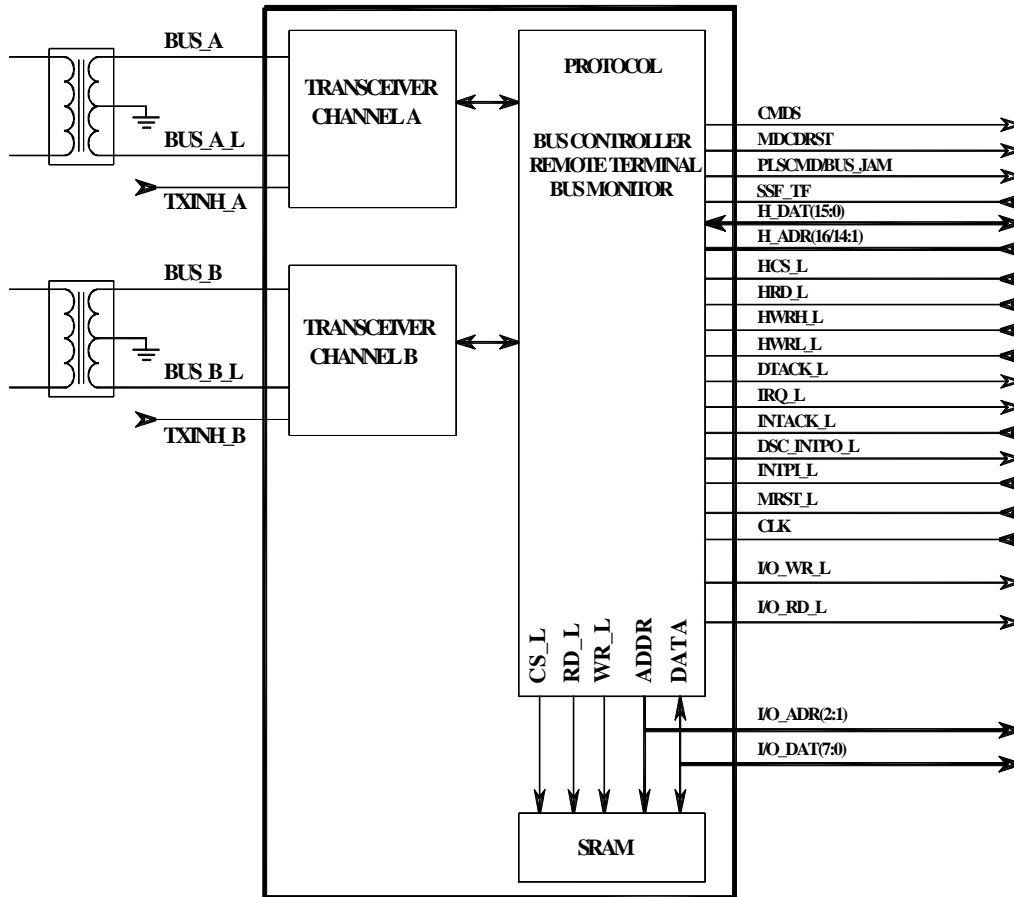 BUS_A
BUS_A_L
TXINH_A
BUS_B
BUS_B_L
TXINH_B
TRANSCEIVER
CHANNEL A
TRANSCEIVER
CHANNEL B
PROTOCOL
BUS CONTROLLER
REMOTE TERMINAL
BUS MONITOR
CS_L
RD_L
WR_L
ADDR
DATA
SRAM
CMDS
MDCDRST
PLSCMD/BUS_JAM
SSF_TF
H_DAT(15:0)
H_ADR(16/14:1)
HCS_L
HRD_L
HWRH_L
HWRL_L
DTACK_L
IRQ_L
INTACK_L
DSC_INTPO_L
INTPI_L
MRST_L
CLK
I/O_WR_L
I/O_RD_L
I/O_ADR(2:1)
I/O_DAT(7:0)